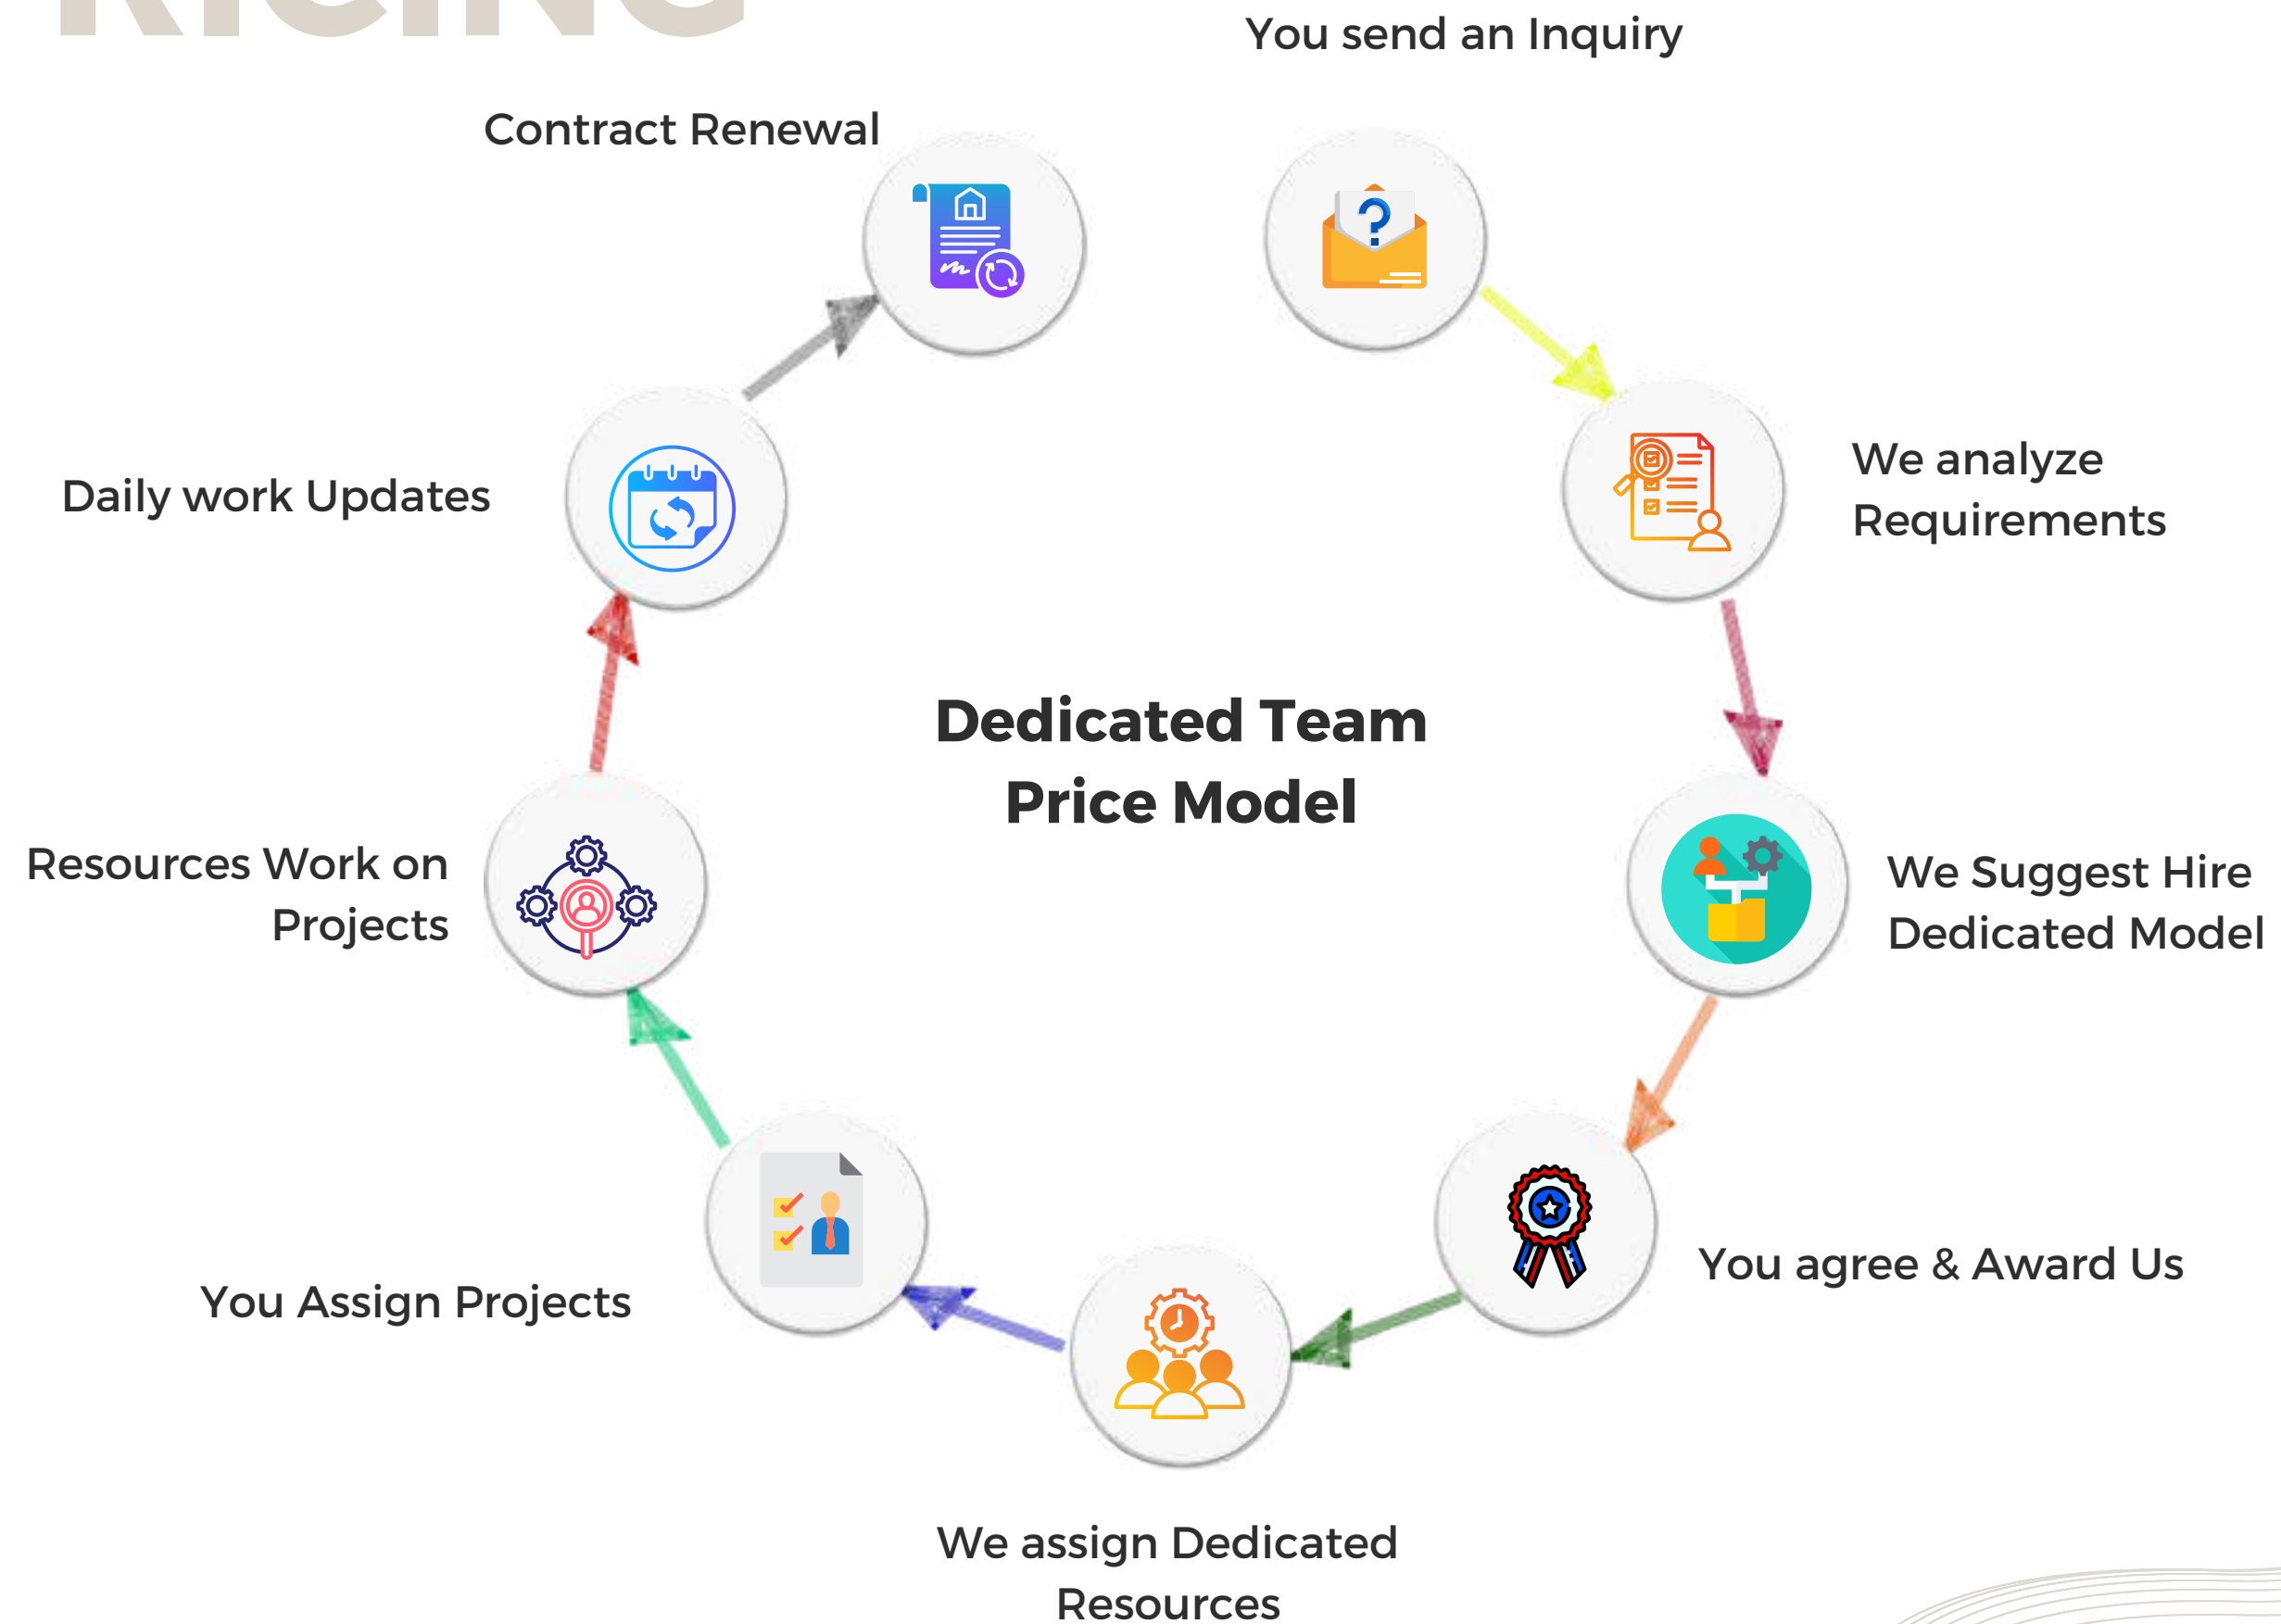 RICING
You send an Inquiry
Contract Renewal
We analyze
Requirements
Daily work Updates
Dedicated Team
Price Model
We Suggest Hire
Dedicated Model
Resources Work on
Projects
You agree & Award Us
You Assign Projects
We assign Dedicated
Resources